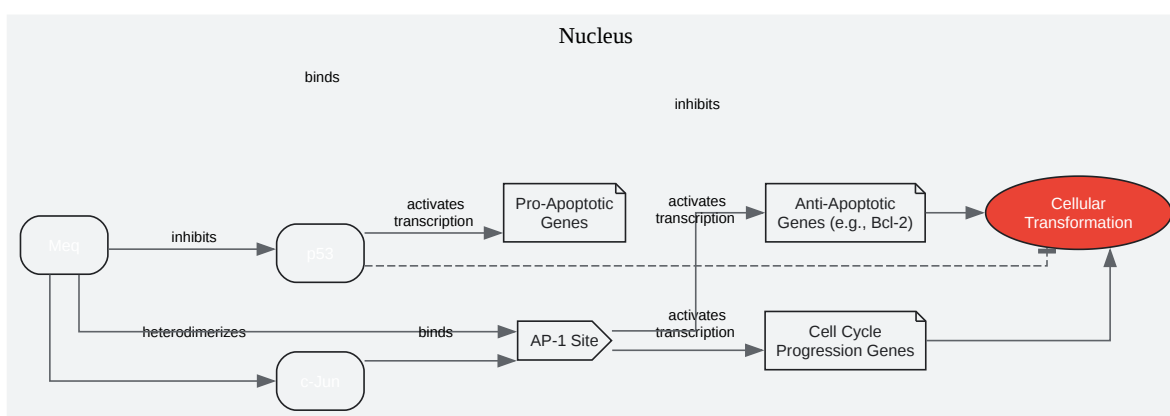 Nucleus
binds
inhibits
activates
transcription
Pro-Apoptotic
Genes
activates
transcription
Anti-Apoptotic
Genes (e.g., Bcl-2)
Cellular
Transformation
Meq
inhibits
p53
heterodimerizes
binds
AP-1 Site
activates
transcription
Cell Cycle
Progression Genes
c-Jun